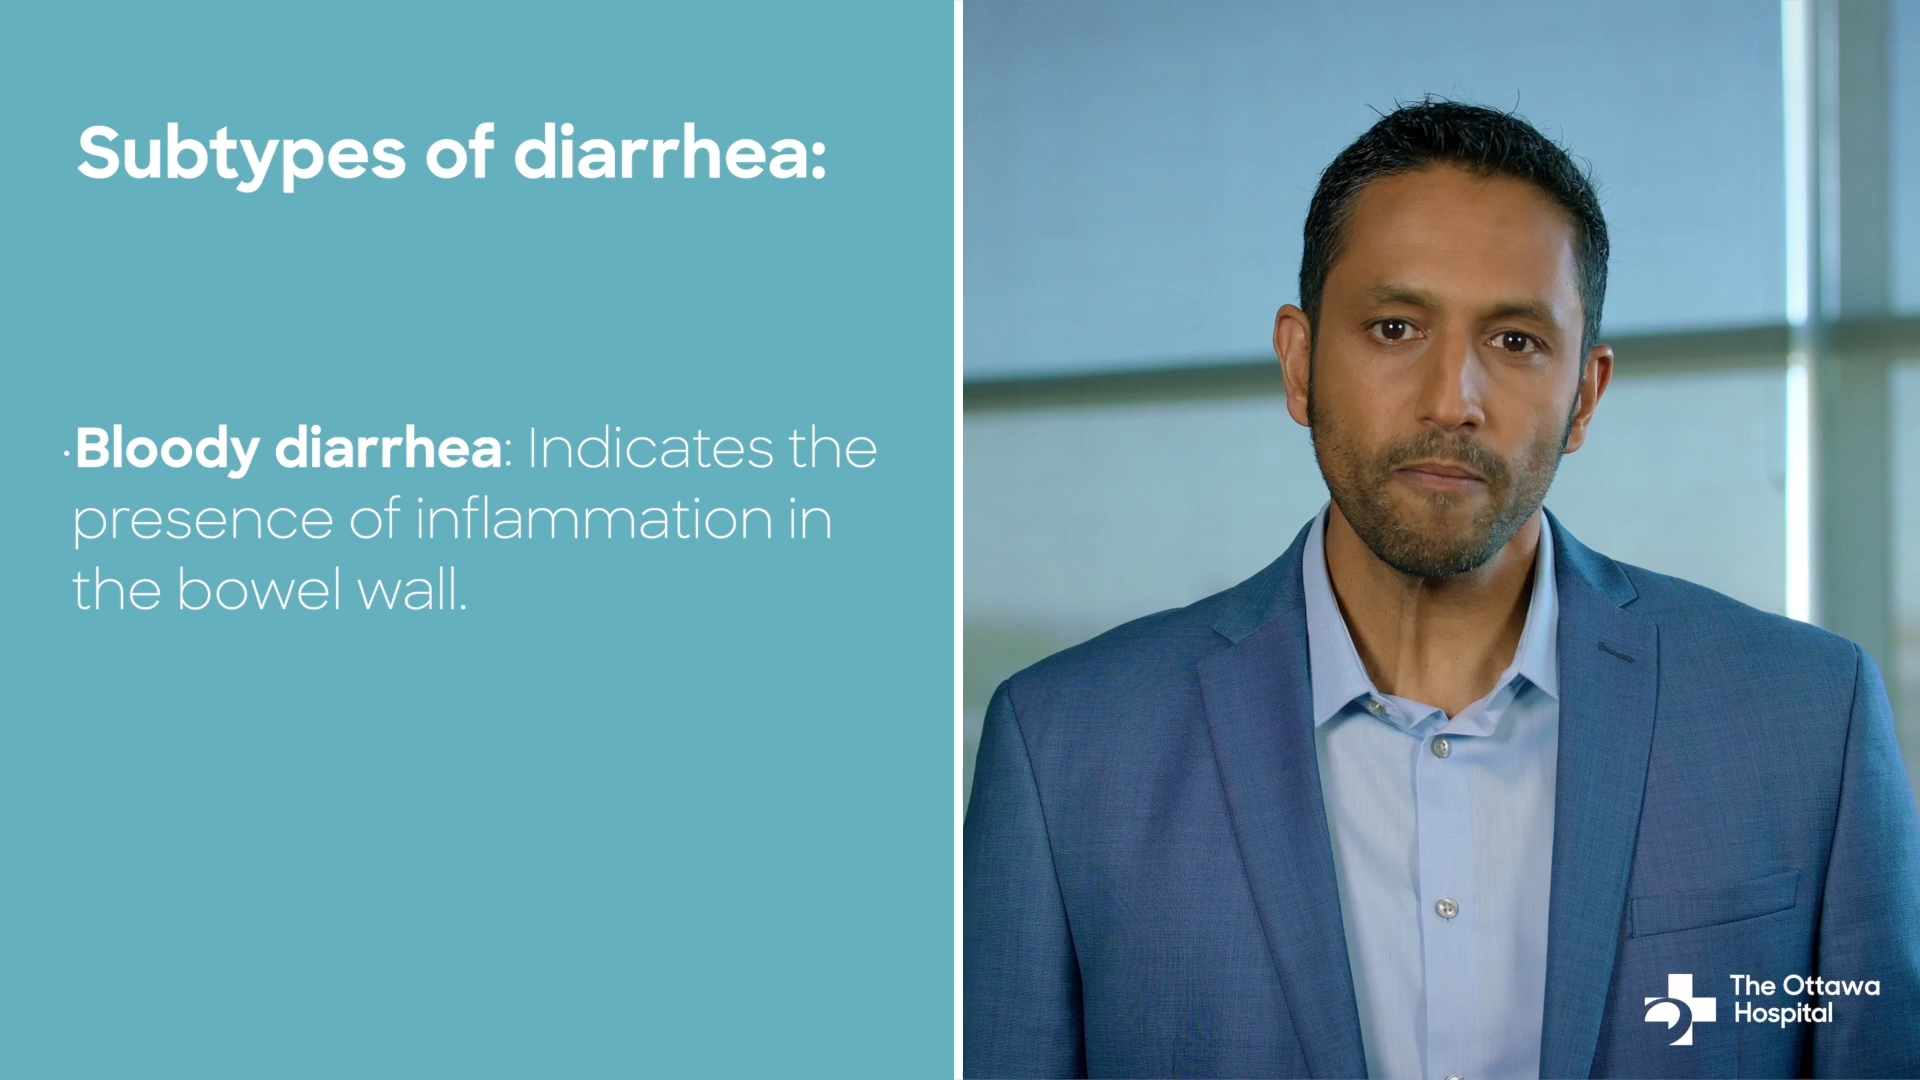 Subtypes of diarrhea:
·Bloody diarrhea: Indicates the
presence of inflammation in
the bowel wall.
The Ottawa
Hospital